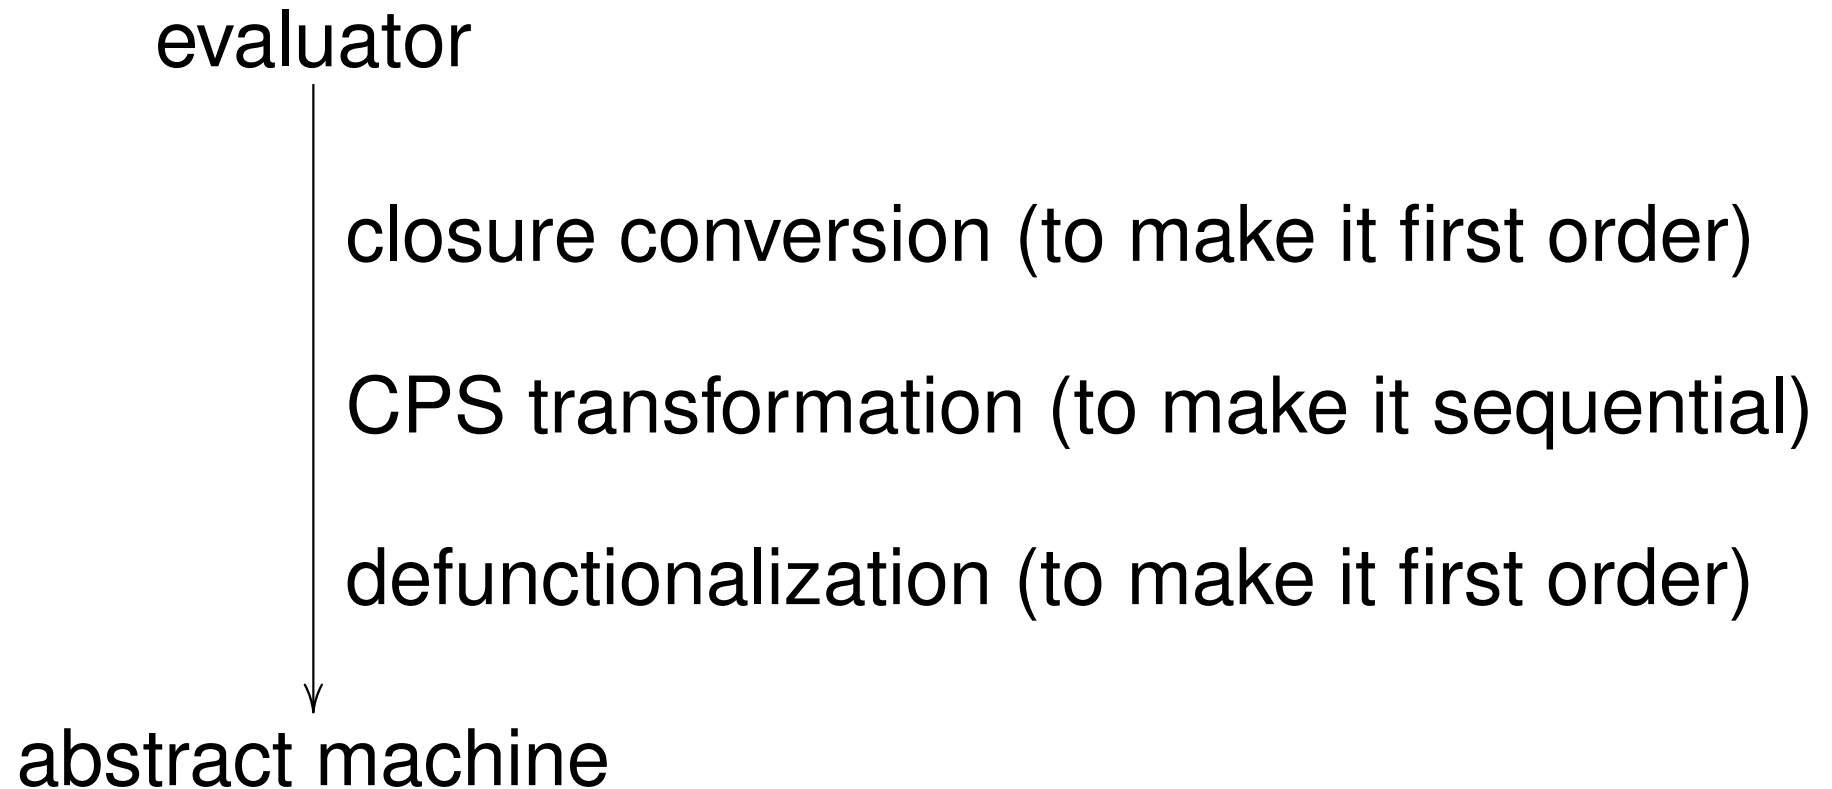 evaluator
closure conversion (to make it first order)
CPS transformation (to make it sequential)
defunctionalization (to make it first order)
abstract machine